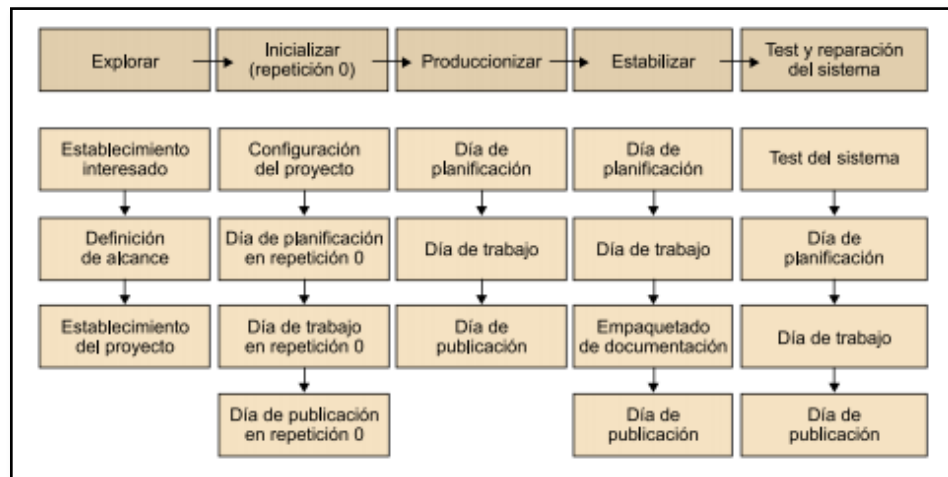 Explorar
Inicializar
(repetición 0)
Produccionizar
Estabilizar
Test y reparación
del sistema
Establecimiento
interesado
Definición
de alcance
Establecimiento
del proyecto
Configuración
del proyecto
Día de planificación
en repetición 0
Día de trabajo
en repetición 0
Día de publicación
en repetición 0
Día de
planificación
Día de trabajo
Día de
publicación
Día de
planificación
Día de trabajo
Empaquetado
de documentación
Día de
publicación
Test del sistema
Día de
planificación
Día de trabajo
Día de
publicación